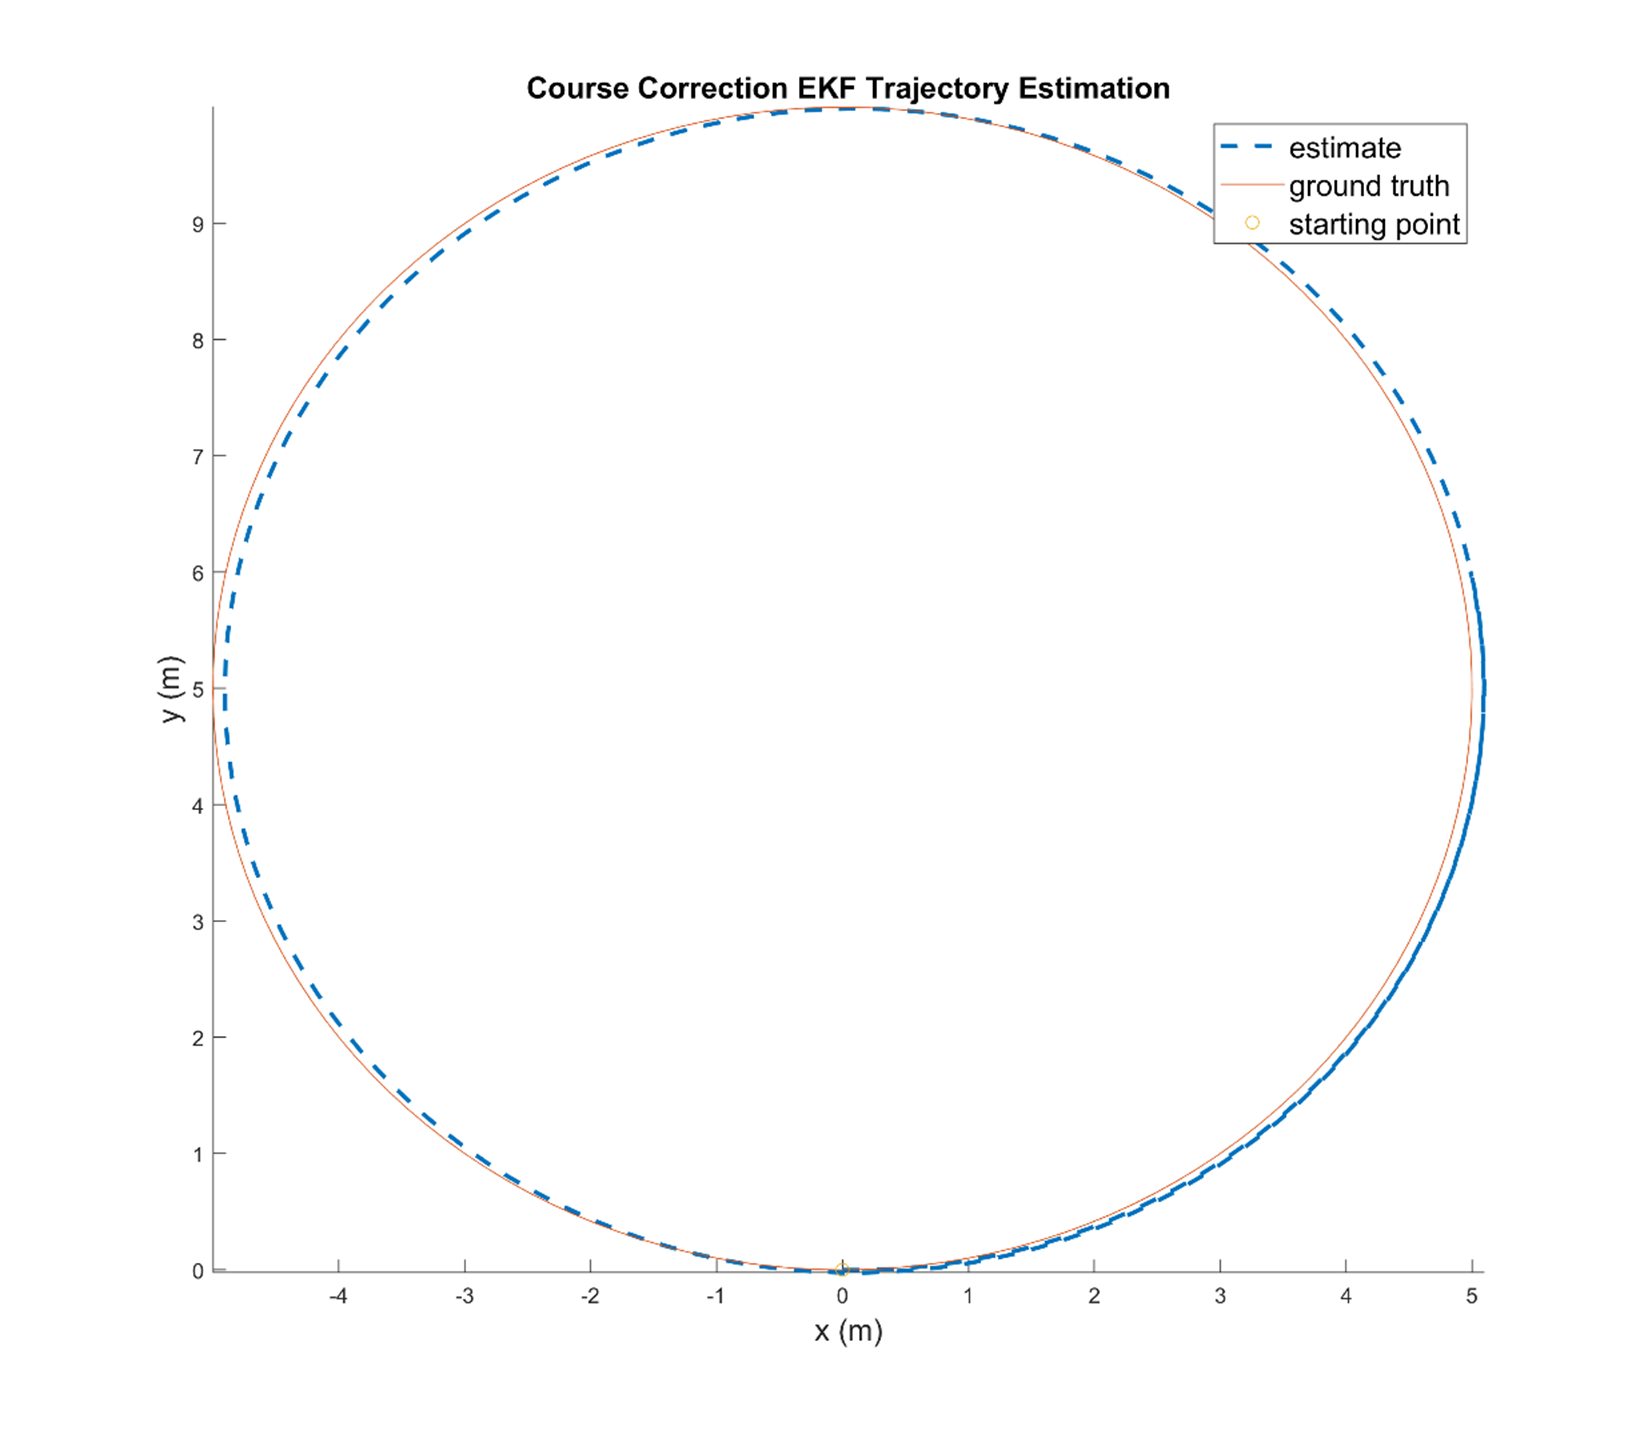 Course Correction EKF Trajectory Estimation
estimate
ground truth
starting point
9
8
7
6
5
4
3
2
1
0
y (m)
-4 -3 -2 -1 0 1 2 3 4 5
x (m)